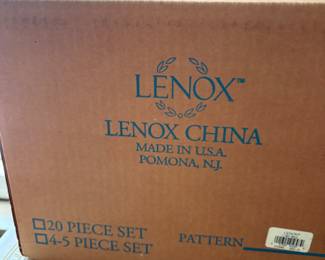 LENOX™
LENOX CHINA
MADE IN U.S.A.
POMONA, N.J.
20 PIECE SET
4-5 PIECE SET
PATTERN